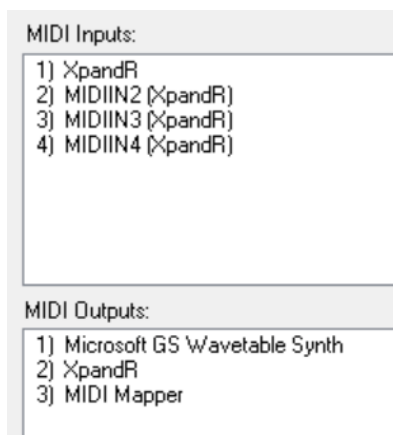 MIDI Inputs:
1) XpandR
2) MIDIIN2 (XpandR)
3) MIDIIN3 (XpandR)
4) MIDIIN4 (XpandR)
MIDI Outputs:
1) Microsoft GS Wavetable Synth
2) XpandR
3) MIDI Mapper